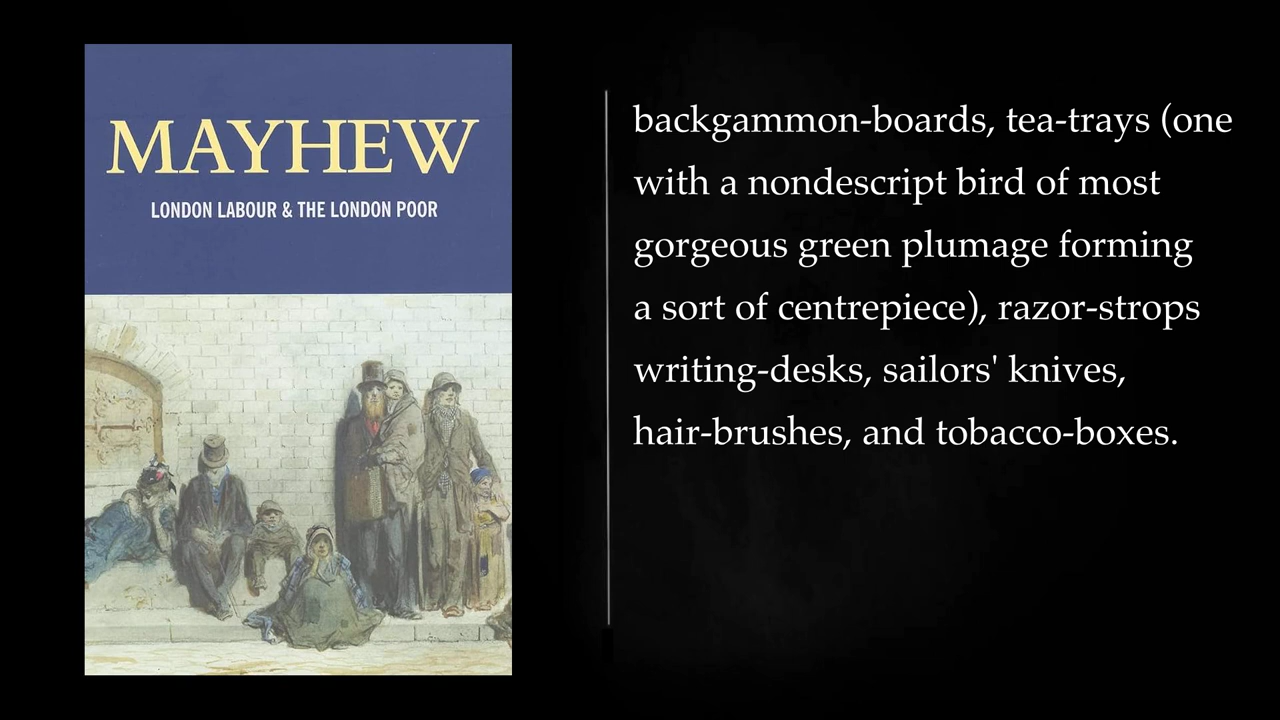 MAYHEW
LONDON LABOUR & THE LONDON POOR
backgammon-boards, tea-trays (one
with a nondescript bird of most
gorgeous green plumage forming
a sort of centrepiece), razor-strops
writing-desks, sailors' knives,
hair-brushes, and tobacco-boxes.